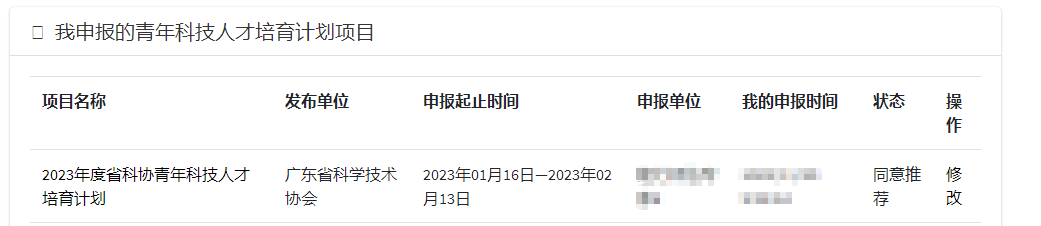 我申报的青年科技人才培育计划项目
项目名称 发布单位 申报起止时间 申报单位 我的申报时间 状态 操
作
2023年度省科协青年科技人才 广东省科学技术 2023年01月16日—2023年02 同意推 修
培育计划 协会 月13日 荐 改